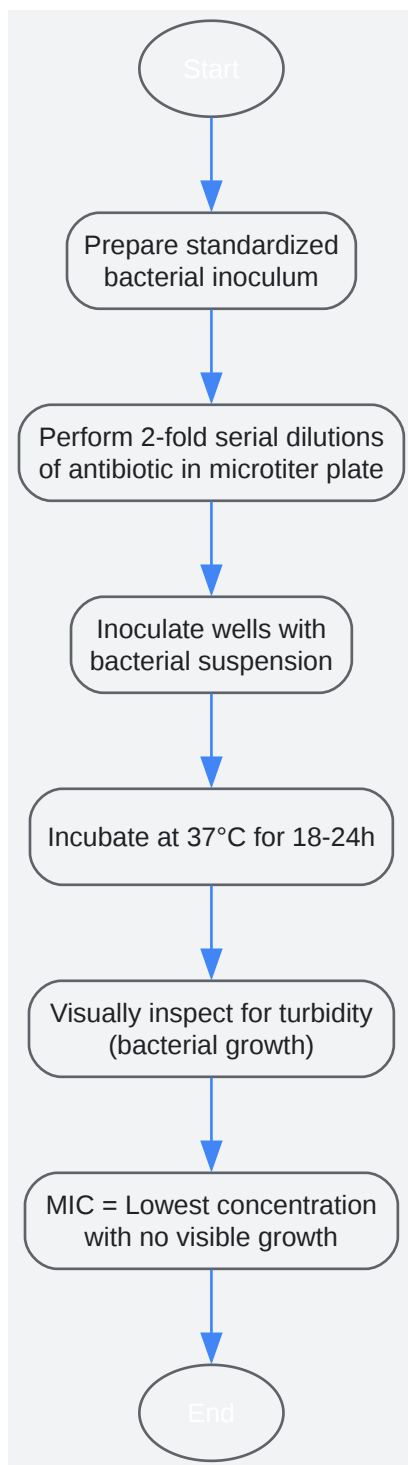 Start
Prepare standardized
bacterial inoculum
Perform 2-fold serial dilutions
of antibiotic in microtiter plate
Inoculate wells with
bacterial suspension
Incubate at 37°C for 18-24h
Visually inspect for turbidity
(bacterial growth)
MIC = Lowest concentration
with no visible growth
End